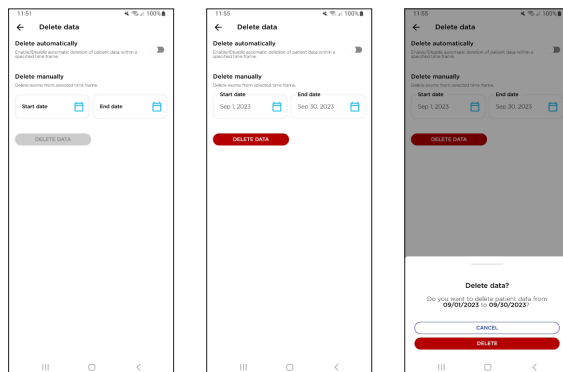 11:51
100%
Delete data
Delete automatically
Enable/Disable automatic deletion of patient data within a
specified time frame.
Delete manually
Delete exams from selected time frame.
Start date
End date
DELETE DATA
11:55
100%
Delete data
Delete automatically
Enable/Disable automatic deletion of patient data within a
specified time frame.
Delete manually
Delete exams from selected time frame.
Start date
Sep 1, 2023
End date
Sep 30, 2023
DELETE DATA
11:55
100%
Delete data
Delete automatically
Enable/Disable automatic deletion of patient data within a
specified time frame.
Delete manually
Delete exams from selected time frame.
Start date
Sep 1, 2023
End date
Sep 30, 2023
DELETE DATA
Delete data?
Do you want to delete patient data from
09/01/2023 to 09/30/2023?
CANCEL
DELETE